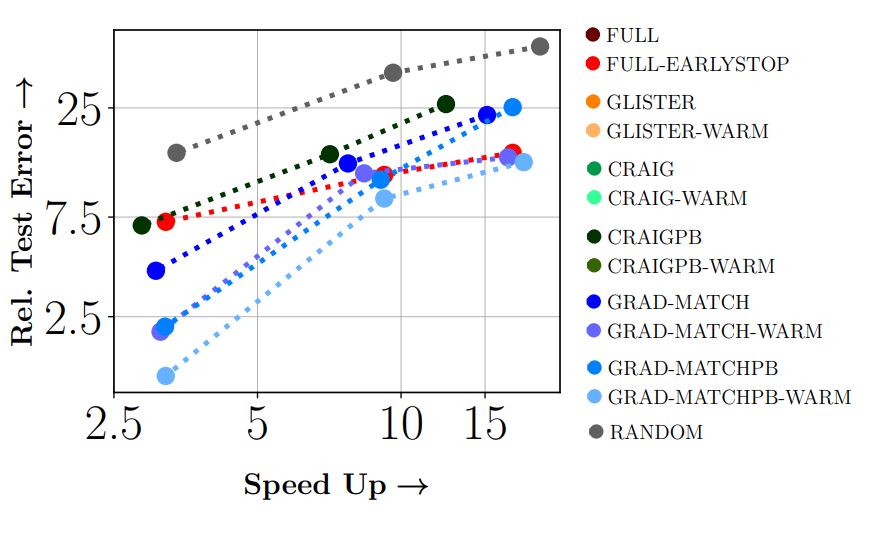 Rel. Test Error →
25
7.5
2.5
2.5 5 10 15
Speed Up →
FULL
FULL-EARLYSTOP
GLISTER
GLISTER-WARM
CRAIG
CRAIG-WARM
CRAIGPB
CRAIGPB-WARM
GRAD-MATCH
GRAD-MATCH-WARM
GRAD-MATCHPB
GRAD-MATCHPB-WARM
RANDOM